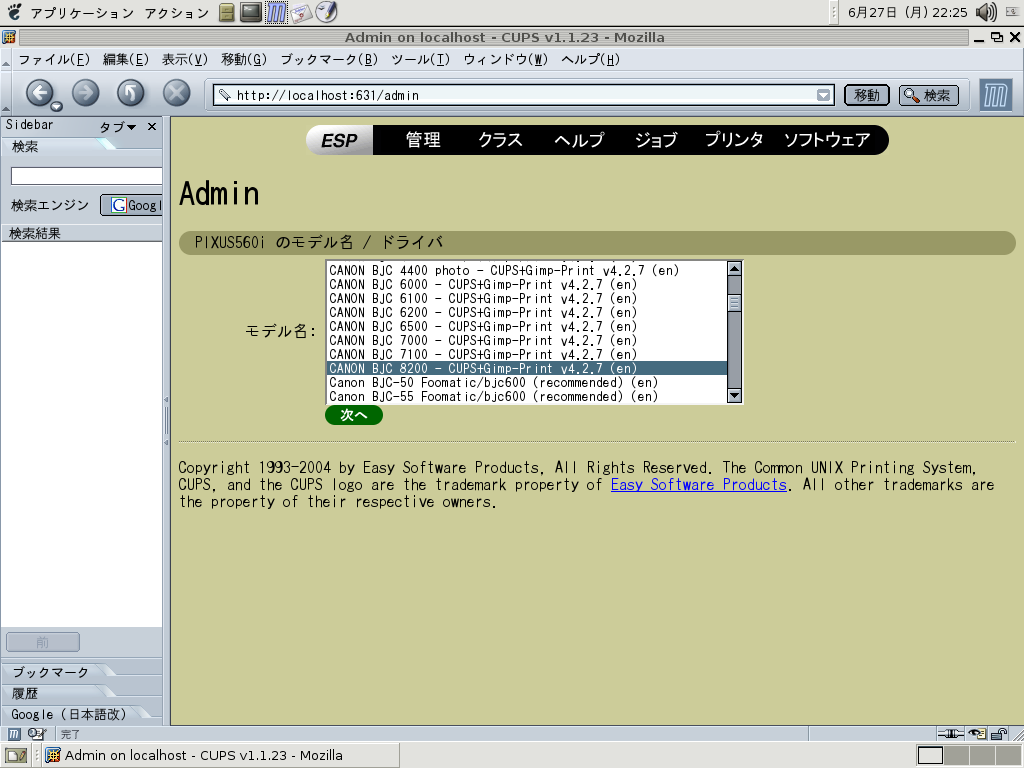 アプリケーション アクション 6月27日 (月) 22:25
Admin on localhost - CUPS v1.1.23 - Mozilla
ファイル(F) 編集(E) 表示(V) 移動(G) ブックマーク(B) ツール(T) ウィンドウ(W) ヘルプ(H)
http://localhost:631/admin 移動 検索
Sidebar タブ
検索
検索エンジン Googl
検索結果
前
ブックマーク
履歴
Google (日本語改)
ESP 管理 クラス ヘルプ ジョブ プリンタ ソフトウェア
Admin
PIXUS560i のモデル名 / ドライバ
モデル名:
CANON BJC 4400 photo - CUPS+Gimp-Print v4.2.7 (en)
CANON BJC 6000 - CUPS+Gimp-Print v4.2.7 (en)
CANON BJC 6100 - CUPS+Gimp-Print v4.2.7 (en)
CANON BJC 6200 - CUPS+Gimp-Print v4.2.7 (en)
CANON BJC 6500 - CUPS+Gimp-Print v4.2.7 (en)
CANON BJC 7000 - CUPS+Gimp-Print v4.2.7 (en)
CANON BJC 7100 - CUPS+Gimp-Print v4.2.7 (en)
CANON BJC 8200 - CUPS+Gimp-Print v4.2.7 (en)
Canon BJC-50 Foomatic/bjc600 (recommended) (en)
Canon BJC-55 Foomatic/bjc600 (recommended) (en)
次へ
Copyright 1993-2004 by Easy Software Products, All Rights Reserved. The Common UNIX Printing System,
CUPS, and the CUPS logo are the trademark property of Easy Software Products. All other trademarks are
the property of their respective owners.
完了
Admin on localhost - CUPS v1.1.23 - Mozilla